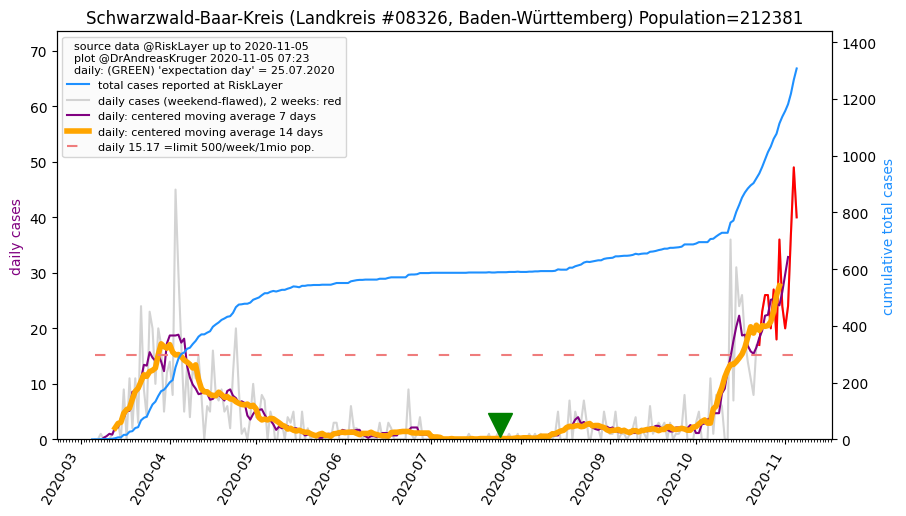 Schwarzwald-Baar-Kreis (Landkreis #08326, Baden-Württemberg) Population=212381
source data @RiskLayer up to 2020-11-05
plot @DrAndreasKruger 2020-11-05 07:23
daily: (GREEN) 'expectation day' = 25.07.2020
total cases reported at RiskLayer
daily cases (weekend-flawed), 2 weeks: red
daily: centered moving average 7 days
daily: centered moving average 14 days
daily 15.17 =limit 500/week/1mio pop.
daily cases
70
60
50
40
30
20
10
0
cumulative total cases
1400
1200
1000
800
600
400
200
0
2020-03
2020-04
2020-05
2020-06
2020-07
2020-08
2020-09
2020-10
2020-11